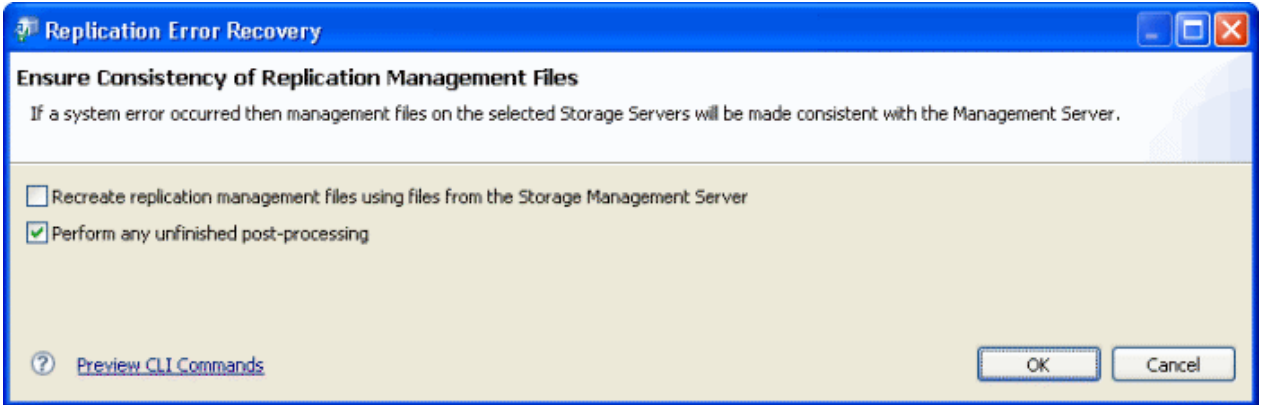 Replication Error Recovery
Ensure Consistency of Replication Management Files
If a system error occurred then management files on the selected Storage Servers will be made consistent with the Management Server.
Recreate replication management files using files from the Storage Management Server
Perform any unfinished post-processing
? Preview CLI Commands OK Cancel